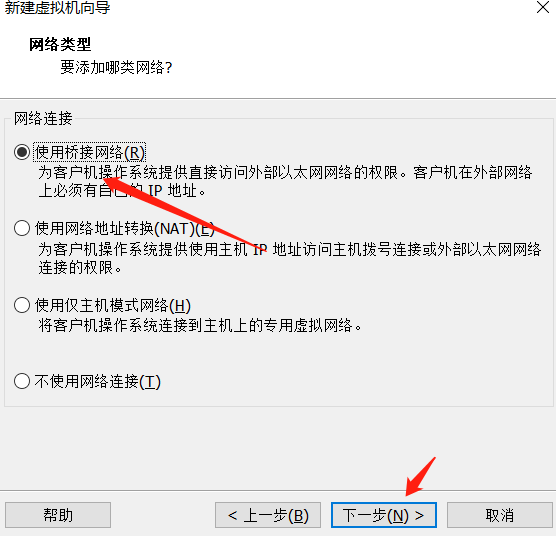 新建虚拟机向导
网络类型
要添加哪类网络?
网络连接
使用桥接网络(R)
为客户机操作系统提供直接访问外部以太网网络的权限。客户机在外部网络
上必须有自己的 IP 地址。
使用网络地址转换(NAT)(E)
为客户机操作系统提供使用主机 IP 地址访问主机拨号连接或外部以太网网络
连接的权限。
使用仅主机模式网络(H)
将客户机操作系统连接到主机上的专用虚拟网络。
不使用网络连接(T)
帮助
< 上一步(B)
下一步(N) >
取消